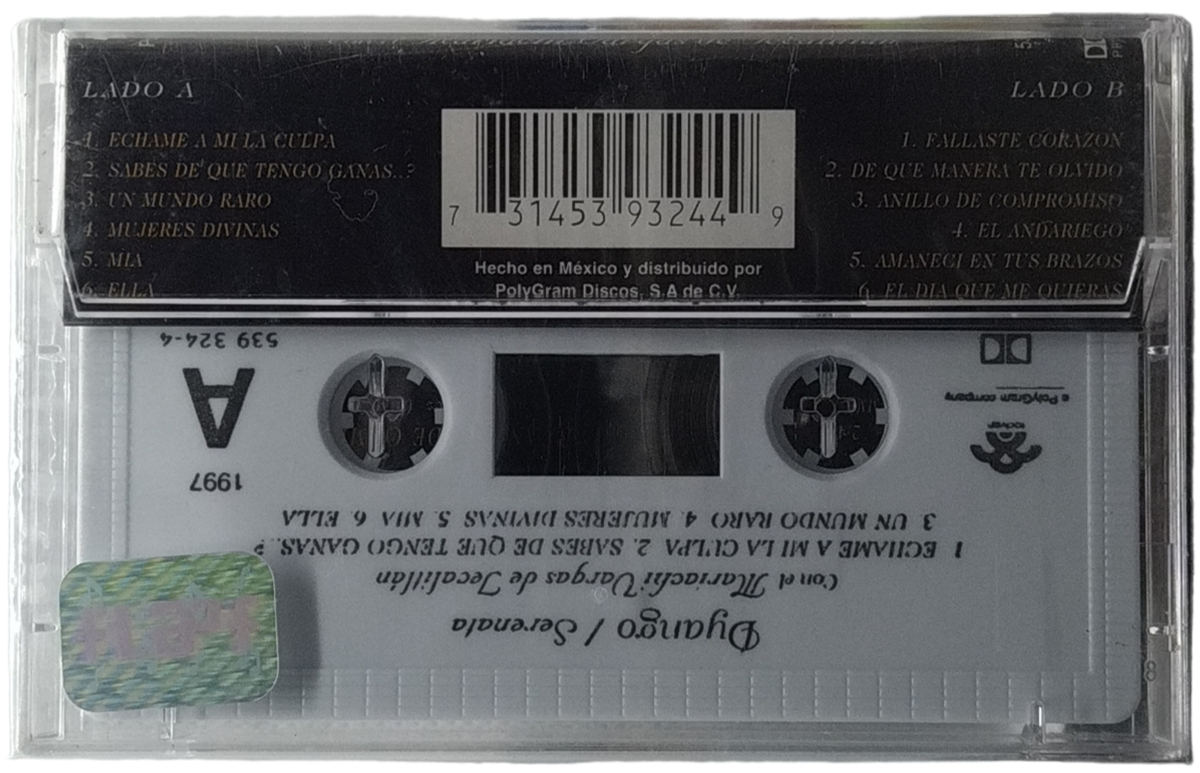 LADO A
1. ECHAME A MI LA CULPA
2. SABES DE QUE TENGO GANAS..?
3. UN MUNDO RARO
4. MUJERES DIVINAS
5. MIA
6. ELLA
7 31453 93244 9
Hecho en México y distribuido por
PolyGram Discos, S.A de C.V.
LADO B
1. FALLASTE CORAZON
2. DE QUE MANERA TE OLVIDO
3. ANILLO DE COMPROMISO
4. EL ANDARIEGO
5. AMANECI EN TUS BRAZOS
6. EL DIA QUE ME QUIERAS
Dyango / Serenata
Con el Mariachi Vargas de Tecalitlán
1 ECHAME A MI LA CULPA 2. SABES DE QUE TENGO GANAS..?
3. UN MUNDO RARO 4. MUJERES DIVINAS 5. MIA 6. ELLA
1997
A
539 324-4
rodven
a PolyGram company
8